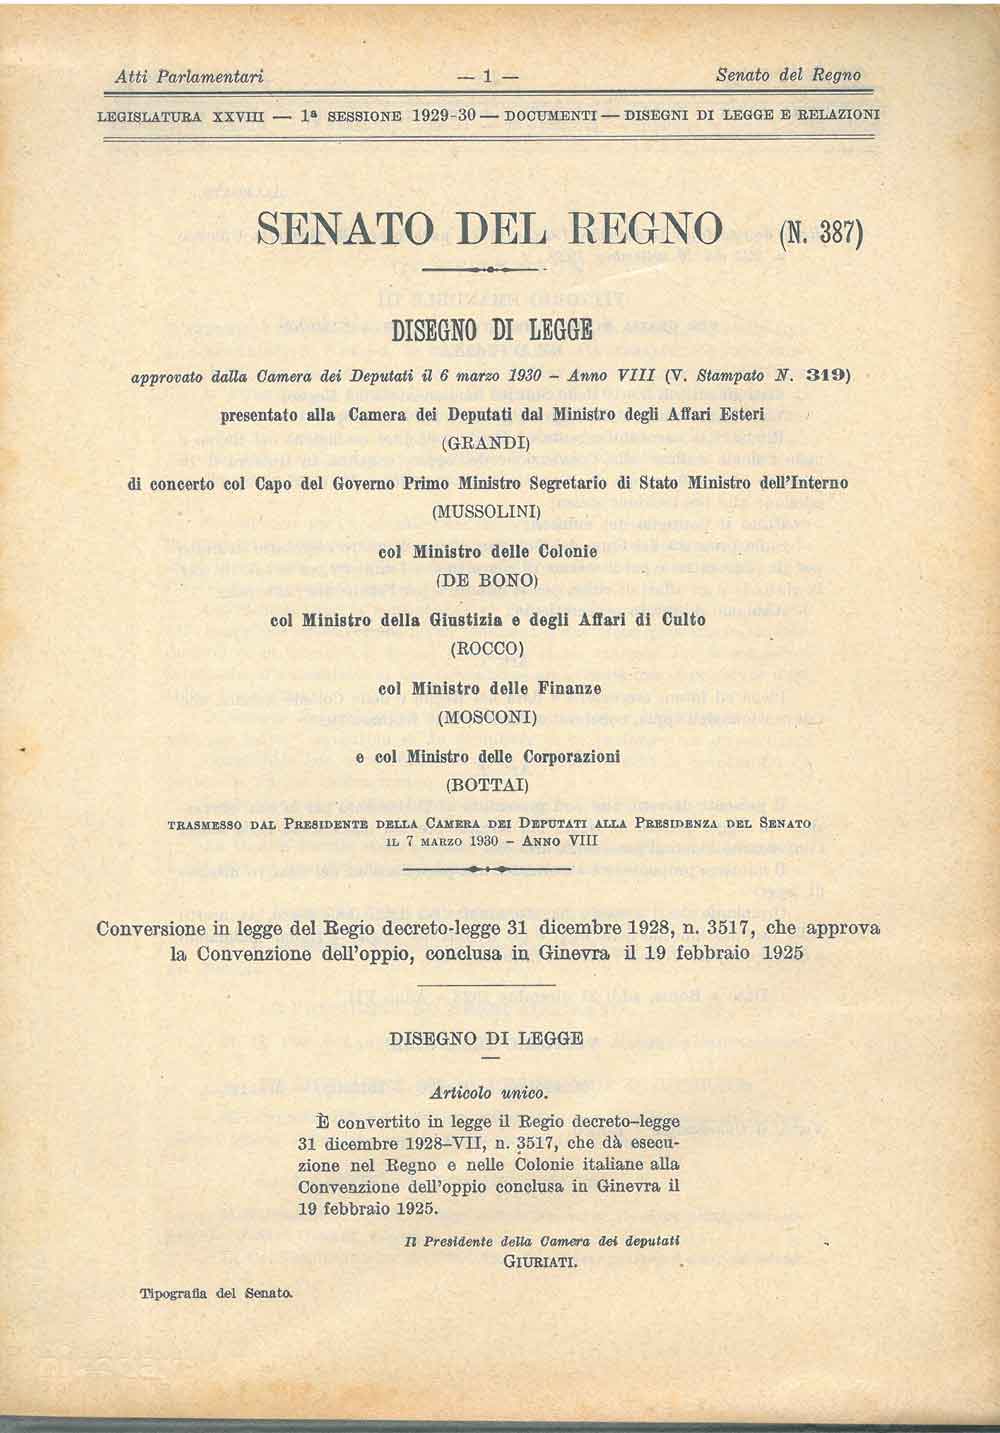 Atti Parlamentari — 1 — Senato del Regno
LEGISLATURA XXVIII — 1ª SESSIONE 1929-30 — DOCUMENTI — DISEGNI DI LEGGE E RELAZIONI
SENATO DEL REGNO (N. 387)
DISEGNO DI LEGGE
approvato dalla Camera dei Deputati il 6 marzo 1930 - Anno VIII (V. Stampato N. 319)
presentato alla Camera dei Deputati dal Ministro degli Affari Esteri
(GRANDI)
di concerto col Capo del Governo Primo Ministro Segretario di Stato Ministro dell'Interno
(MUSSOLINI)
col Ministro delle Colonie
(DE BONO)
col Ministro della Giustizia e degli Affari di Culto
(ROCCO)
col Ministro delle Finanze
(MOSCONI)
e col Ministro delle Corporazioni
(BOTTAI)
TRASMESSO DAL PRESIDENTE DELLA CAMERA DEI DEPUTATI ALLA PRESIDENZA DEL SENATO
IL 7 MARZO 1930 - ANNO VIII
Conversione in legge del Regio decreto-legge 31 dicembre 1928, n. 3517, che approva
la Convenzione dell'oppio, conclusa in Ginevra il 19 febbraio 1925
DISEGNO DI LEGGE
Articolo unico.
È convertito in legge il Regio decreto-legge
31 dicembre 1928-VII, n. 3517, che dà esecu-
zione nel Regno e nelle Colonie italiane alla
Convenzione dell'oppio conclusa in Ginevra il
19 febbraio 1925.
Il Presidente della Camera dei deputati
GIURIATI.
Tipografia del Senato.